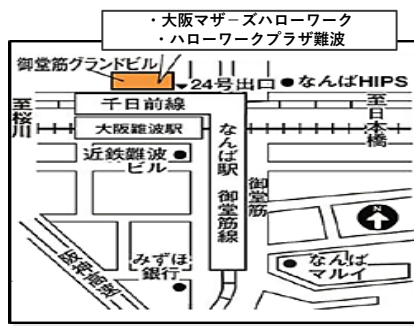 ・大阪マザーズハローワーク
・ハローワークプラザ難波
御堂筋グランドビル
24号出口
なんばHIPS
至桜川
千日前線
至日本橋
大阪難波駅
近鉄難波
ビル
なんば駅 御堂筋線
御堂筋
阪神高速
みずほ
銀行
なんば
マルイ